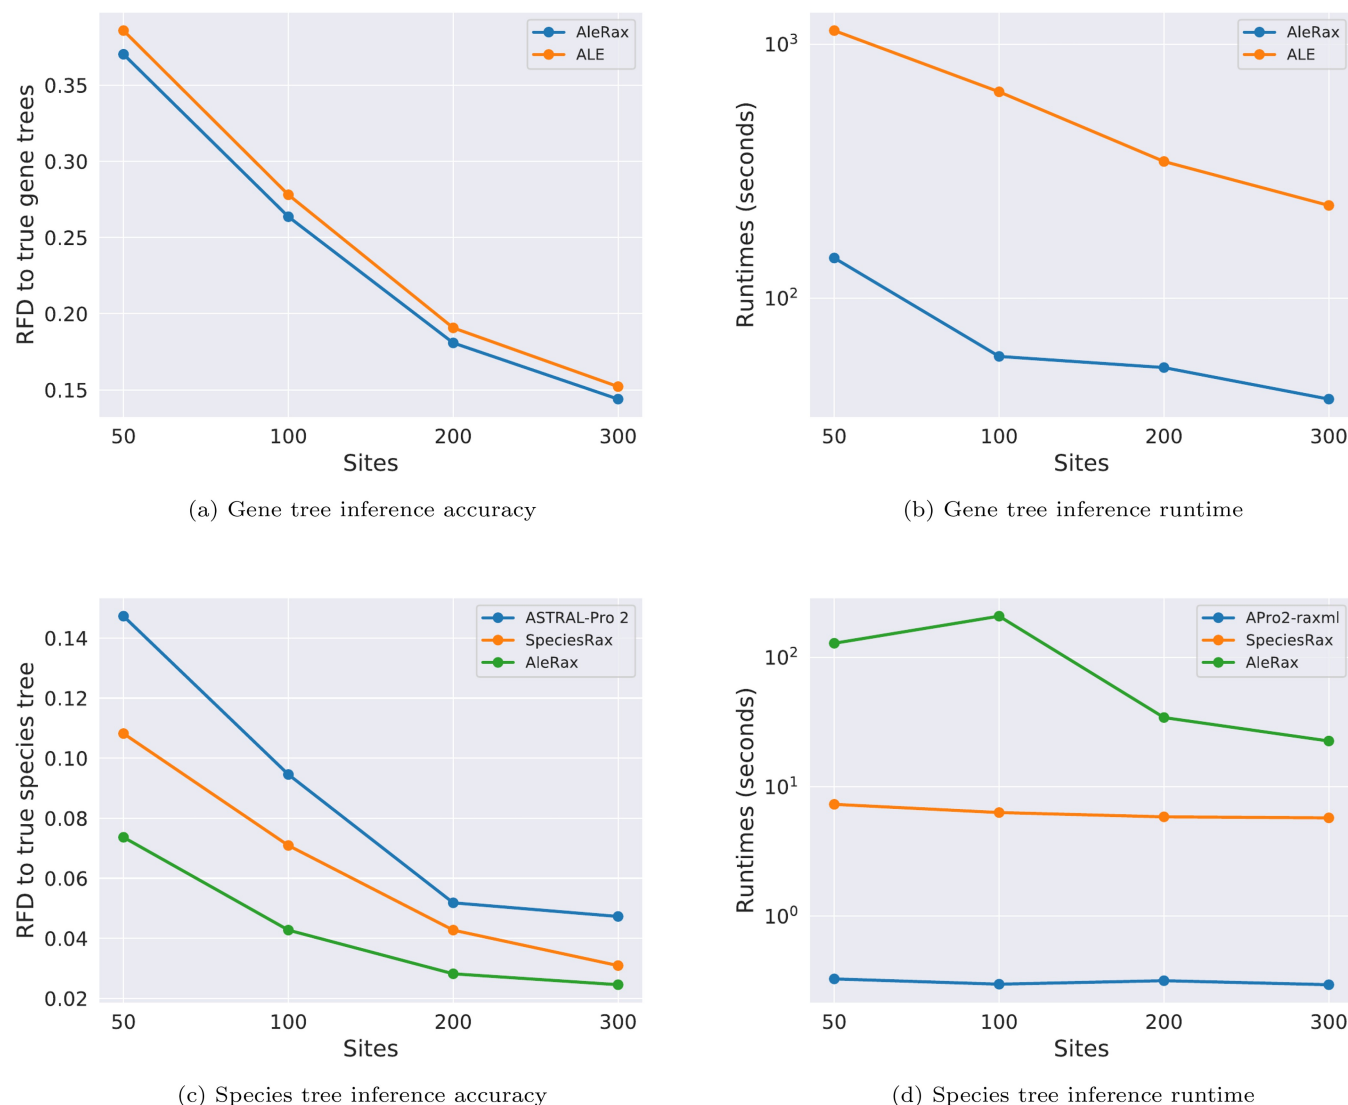 AleRax
ALE
0.35
0.30
0.25
0.20
0.15
RFD to true gene trees
50 100 200 300
Sites
(a) Gene tree inference accuracy
AleRax
ALE
10³
10²
Runtimes (seconds)
50 100 200 300
Sites
(b) Gene tree inference runtime
ASTRAL-Pro 2
SpeciesRax
AleRax
0.14
0.12
0.10
0.08
0.06
0.04
0.02
RFD to true species tree
50 100 200 300
Sites
(c) Species tree inference accuracy
APro2-raxml
SpeciesRax
AleRax
10²
10¹
10⁰
Runtimes (seconds)
50 100 200 300
Sites
(d) Species tree inference runtime